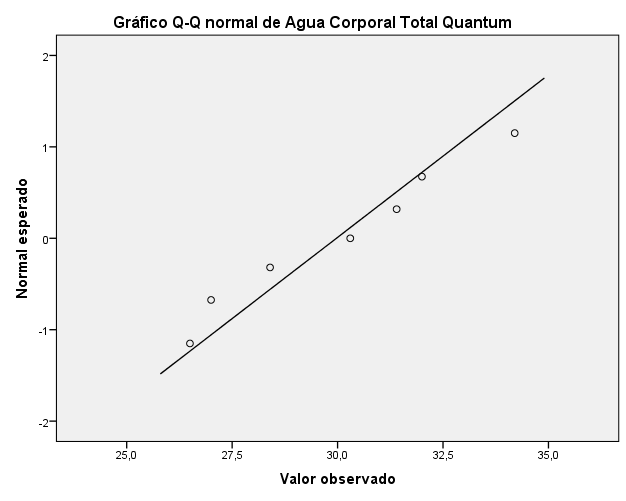 Gráfico Q-Q normal de Agua Corporal Total Quantum
2
1
0
-1
-2
Normal esperado
25,0 27,5 30,0 32,5 35,0
Valor observado